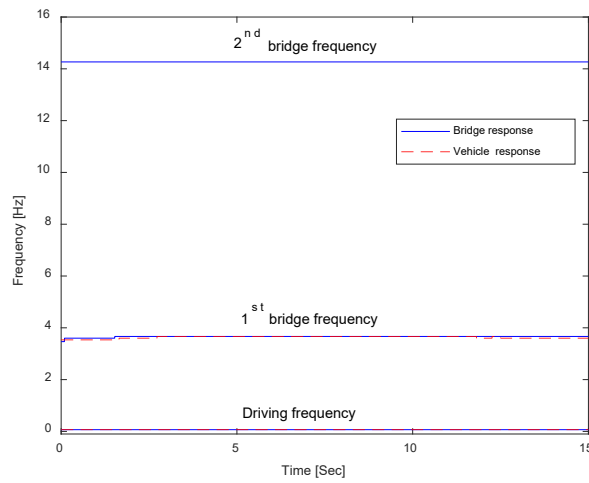 16
2nd bridge frequency
14
12
Bridge response
Vehicle response
10
8
Frequency [Hz]
6
1st bridge frequency
4
2
Driving frequency
0
0 5 10 15
Time [Sec]